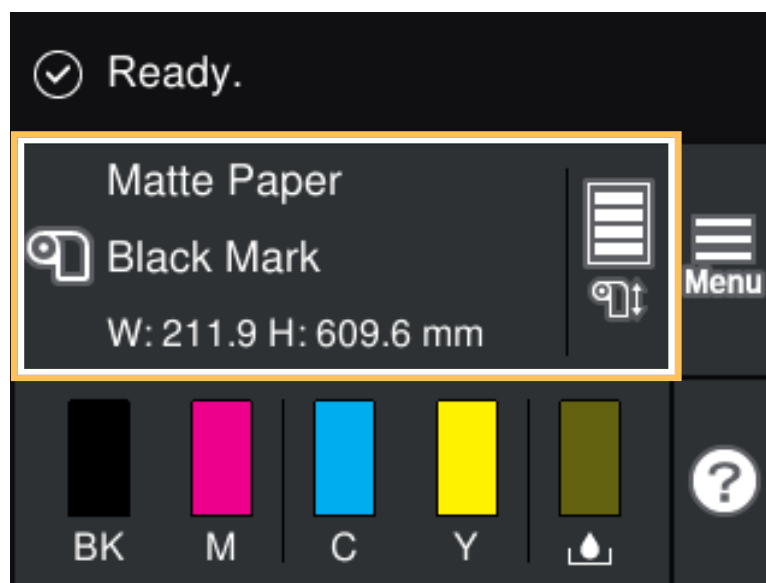 Ready.
Matte Paper
Black Mark
W: 211.9 H: 609.6 mm
Menu
BK M C Y
?